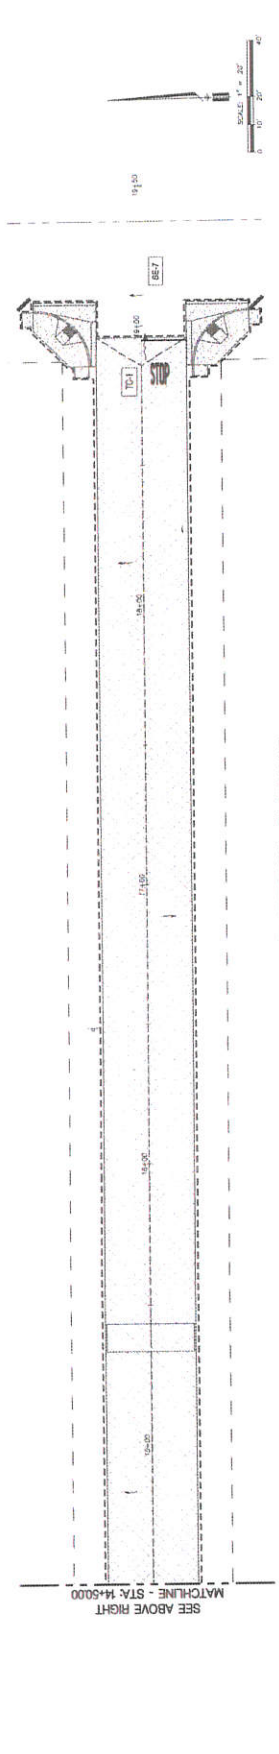 SCALE: 1" = 20'
0 10' 20' 40'
19+50
BE-7
19+00
TC-1
STOP
18+00
17+00
16+00
15+00
MATCHLINE - STA: 14+50.00
SEE ABOVE RIGHT